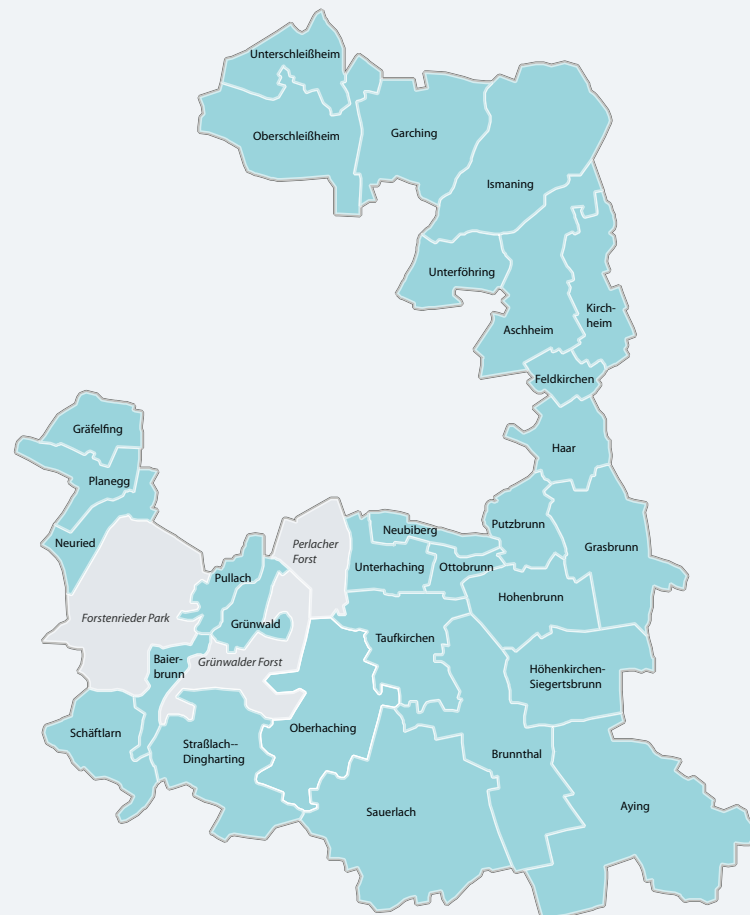 Unterschleißheim
Oberschleißheim
Garching
Ismaning
Unterföhring
Kirch-
heim
Aschheim
Feldkirchen
Gräfelfing
Haar
Planegg
Putzbrunn
Neubiberg
Neuried
Perlacher
Forst
Grasbrunn
Unterhaching
Ottobrunn
Pullach
Hohenbrunn
Forstenrieder Park
Grünwald
Taufkirchen
Baier-
brunn
Grünwalder Forst
Höhenkirchen-
Siegertsbrunn
Schäftlarn
Oberhaching
Straßlach--
Dingharting
Brunnthal
Aying
Sauerlach